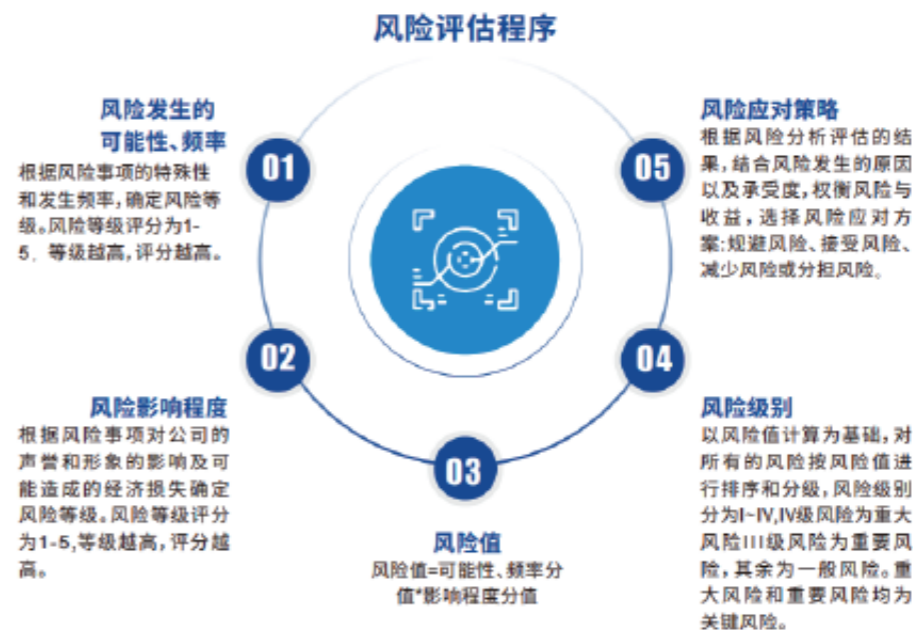 风险评估程序
01
风险发生的
可能性、频率
根据风险事项的特殊性
和发生频率,确定风险等
级。风险等级评分为1-
5，等级越高,评分越高。
02
风险影响程度
根据风险事项对公司的
声誉和形象的影响及可
能造成的经济损失确定
风险等级。风险等级评分
为1-5,等级越高,评分越
高。
03
风险值
风险值=可能性、频率分
值*影响程度分值
04
风险级别
以风险值计算为基础,对
所有的风险按风险值进
行排序和分级,风险级别
分为I~IV,IV级风险为重大
风险III级风险为重要风
险,其余为一般风险。重
大风险和重要风险均为
关键风险。
05
风险应对策略
根据风险分析评估的结
果,结合风险发生的原因
以及承受度,权衡风险与
收益,选择风险应对方
案:规避风险、接受风险、
减少风险或分担风险。